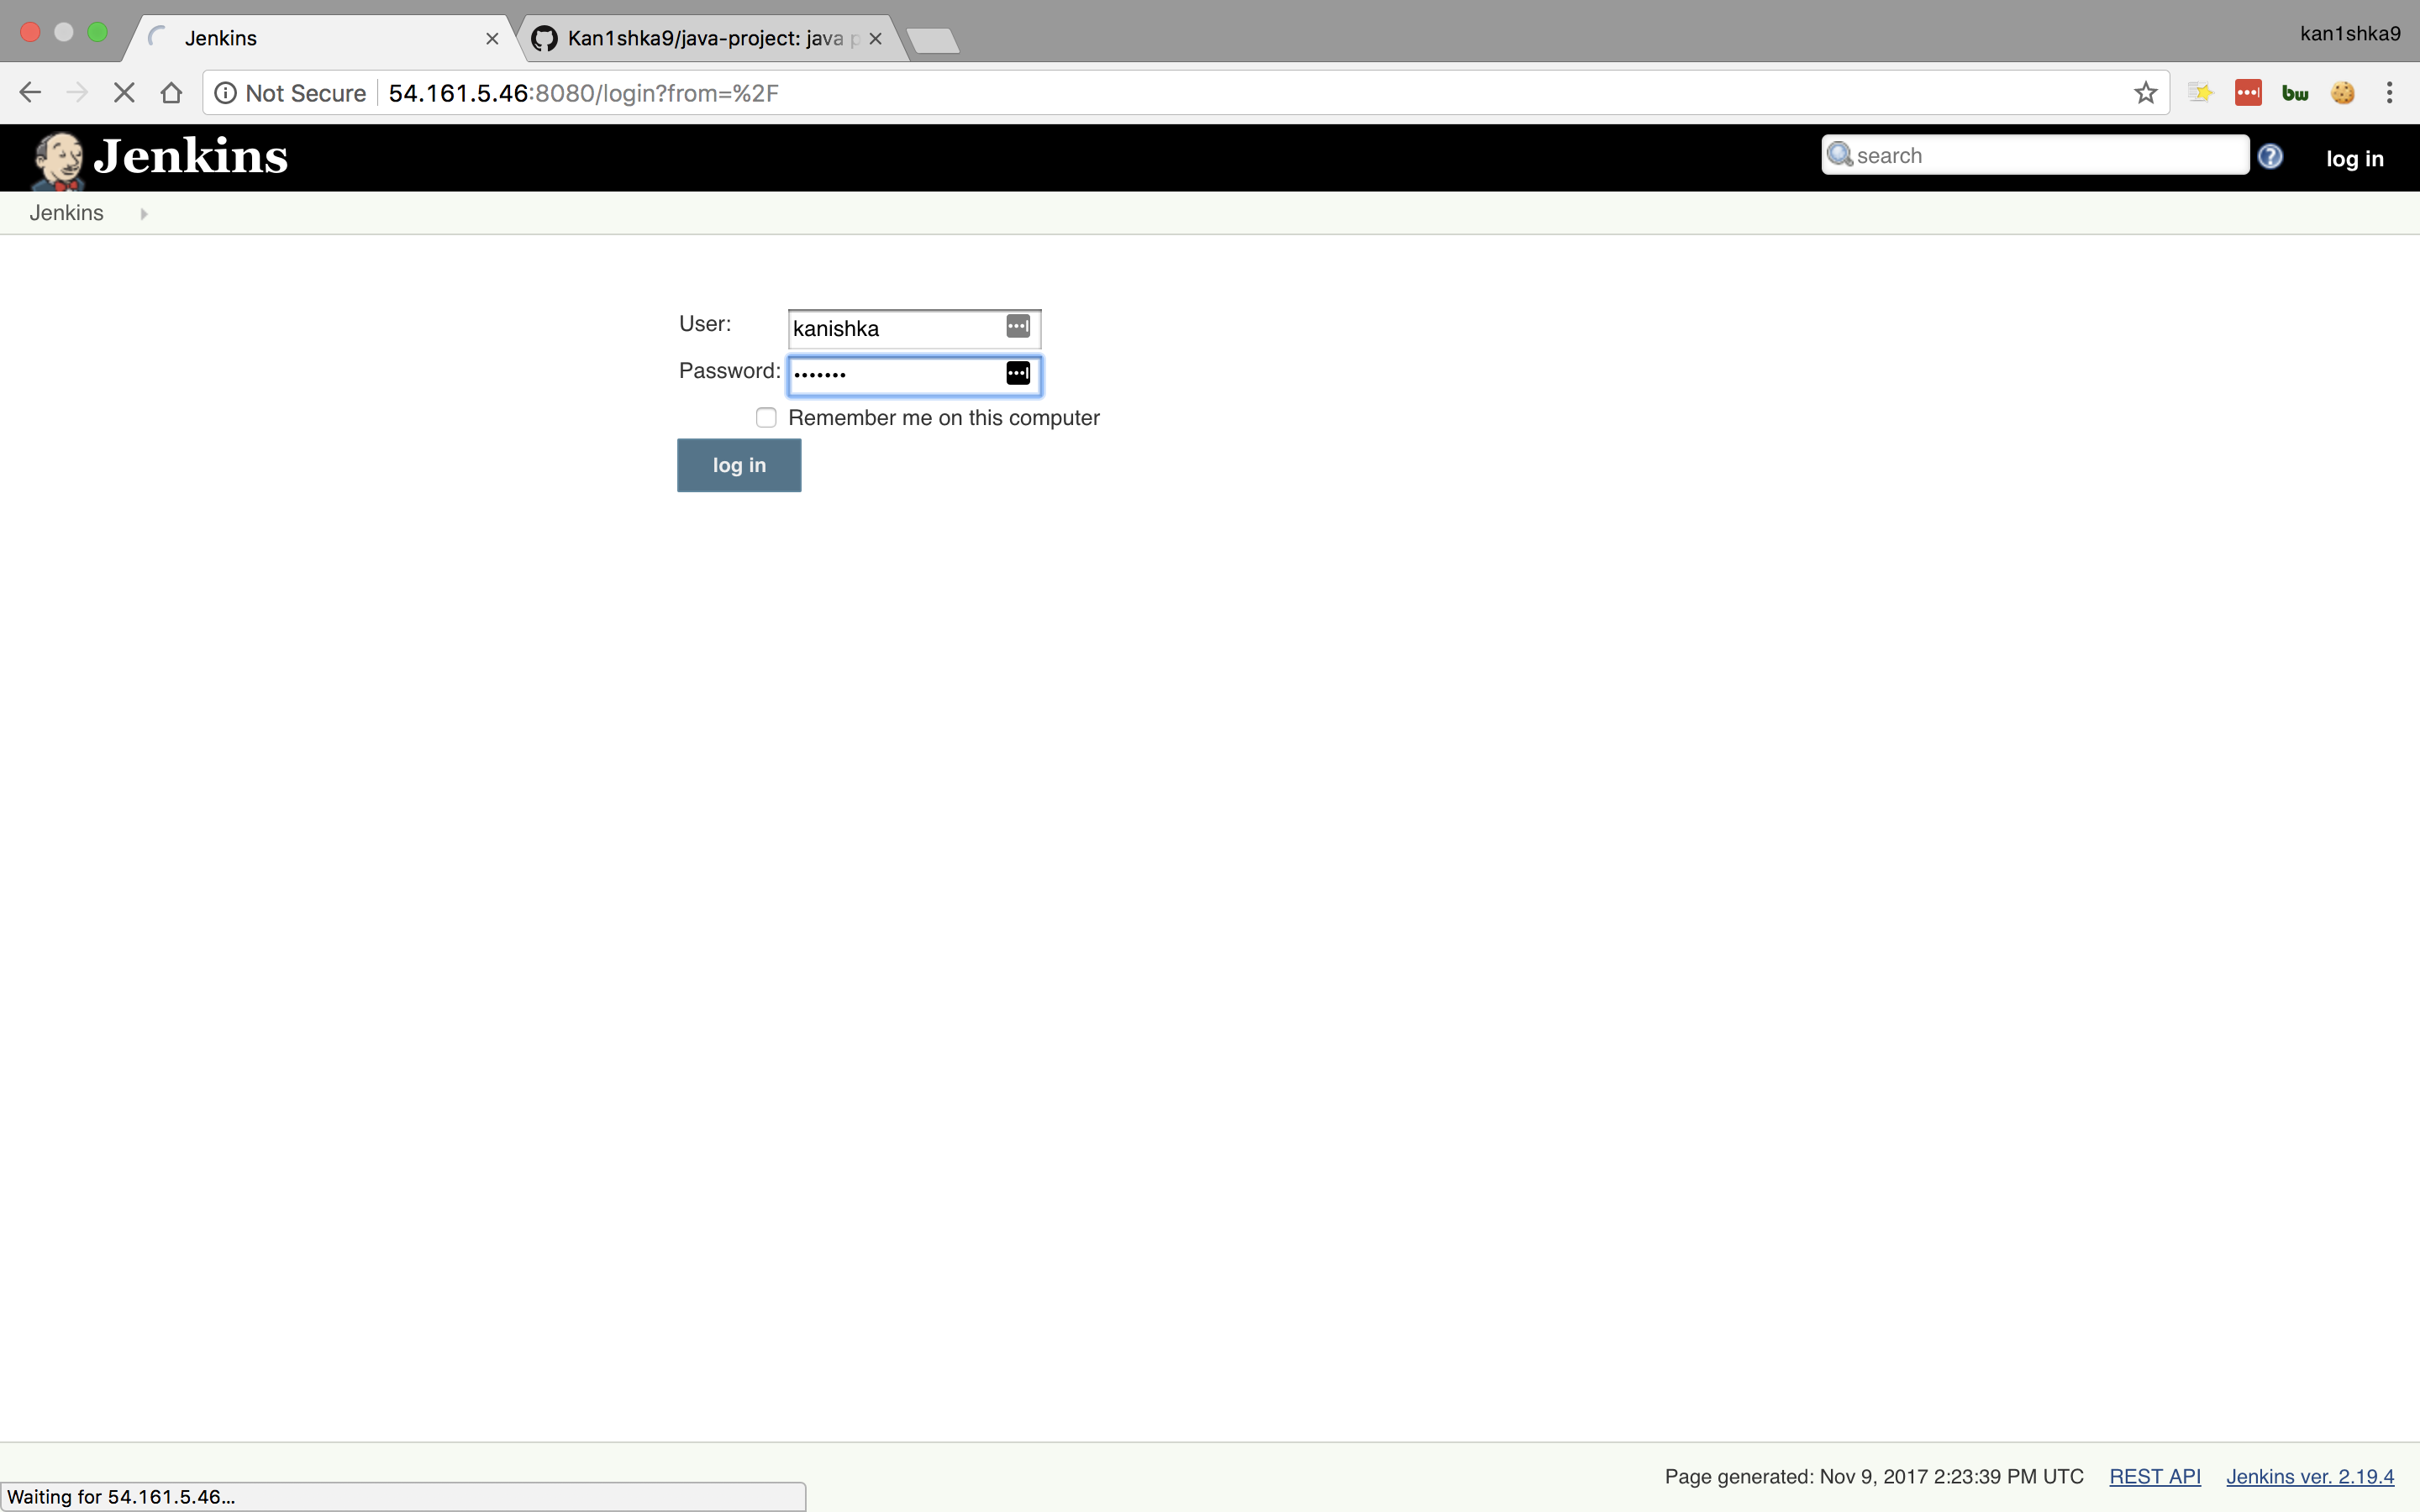 Jenkins
Kan1shka9/java-project: java p
kan1shka9
Not Secure 54.161.5.46:8080/login?from=%2F
bw
Jenkins
search
log in
Jenkins
User: kanishka
Password: •••••••
Remember me on this computer
log in
Page generated: Nov 9, 2017 2:23:39 PM UTC REST API Jenkins ver. 2.19.4
Waiting for 54.161.5.46...